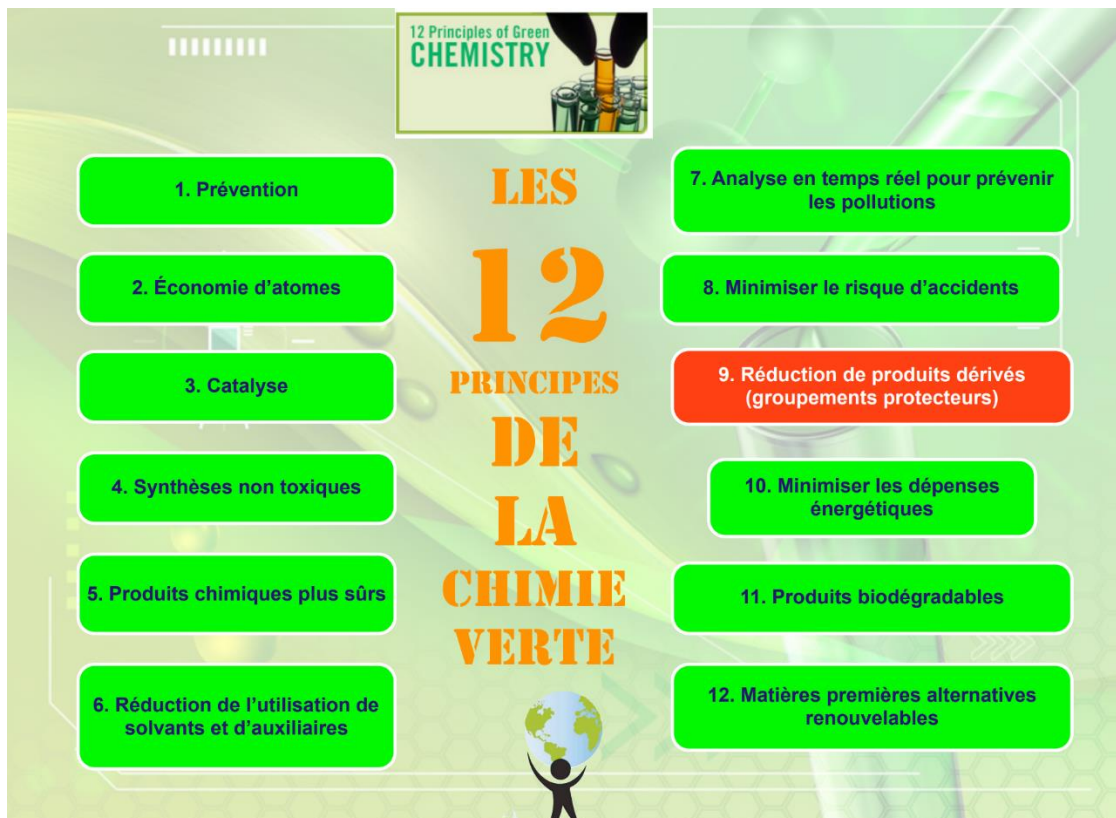 12 Principles of Green
CHEMISTRY
LES
12
PRINCIPES
DE
LA
CHIMIE
VERTE
1. Prévention
2. Économie d’atomes
3. Catalyse
4. Synthèses non toxiques
5. Produits chimiques plus sûrs
6. Réduction de l’utilisation de
solvants et d’auxiliaires
7. Analyse en temps réel pour prévenir
les pollutions
8. Minimiser le risque d’accidents
9. Réduction de produits dérivés
(groupements protecteurs)
10. Minimiser les dépenses
énergétiques
11. Produits biodégradables
12. Matières premières alternatives
renouvelables